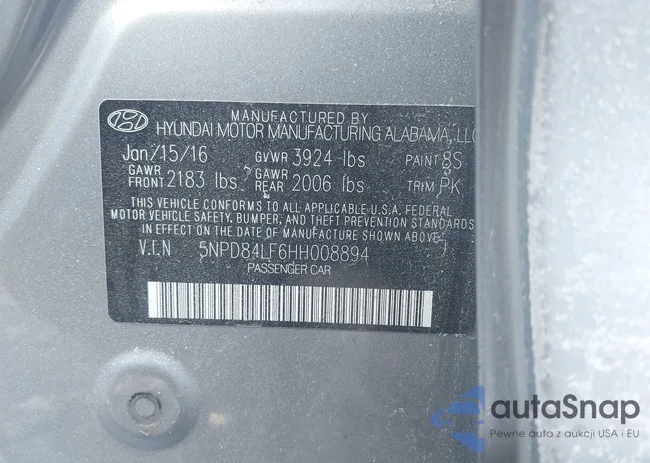 MANUFACTURED BY
HYUNDAI MOTOR MANUFACTURING ALABAMA, LLC
Jan/15/16 GVWR 3924 lbs PAINT 8S
GAWR FRONT 2183 lbs GAWR REAR 2006 lbs TRIM PK
THIS VEHICLE CONFORMS TO ALL APPLICABLE U.S.A. FEDERAL
MOTOR VEHICLE SAFETY, BUMPER, AND THEFT PREVENTION STANDARDS
IN EFFECT ON THE DATE OF MANUFACTURE SHOWN ABOVE.
V.I.N 5NPD84LF6HH008894
PASSENGER CAR
autaSnap
Pewne auta z aukcji USA i EU